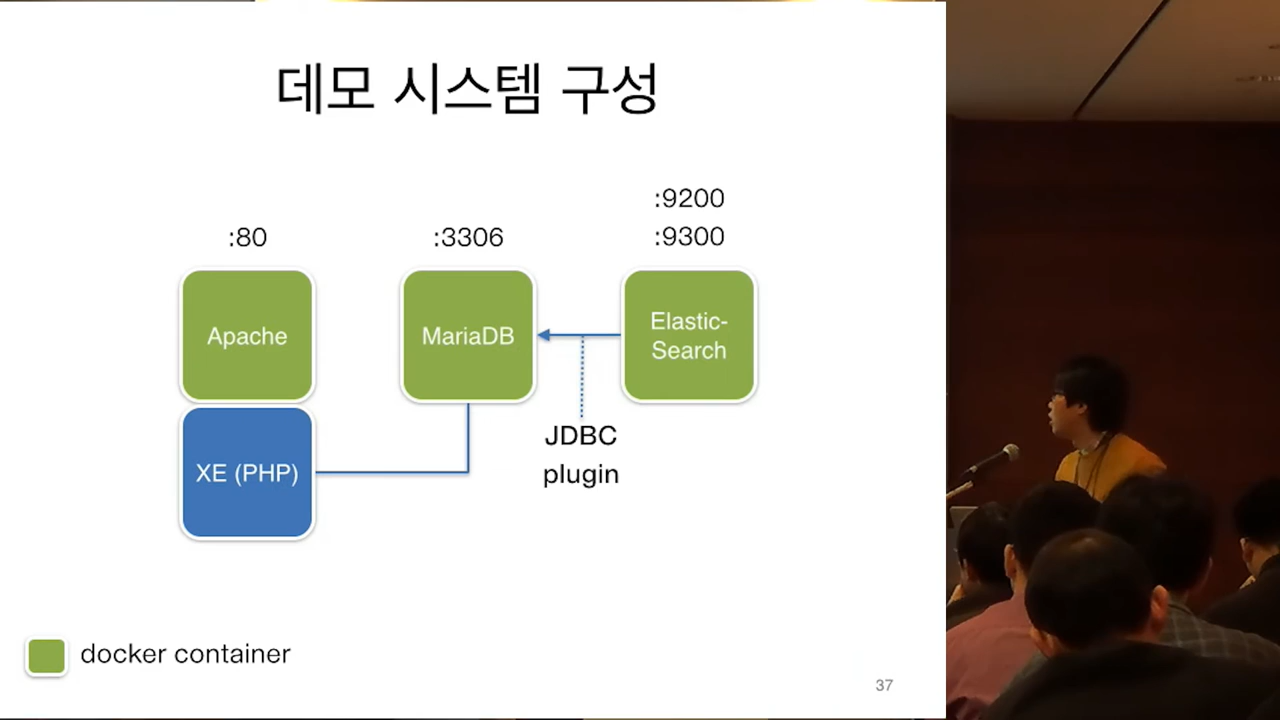 데모 시스템 구성
:80
:3306
:9200
:9300
Apache
MariaDB
Elastic-
Search
XE (PHP)
JDBC
plugin
docker container
37